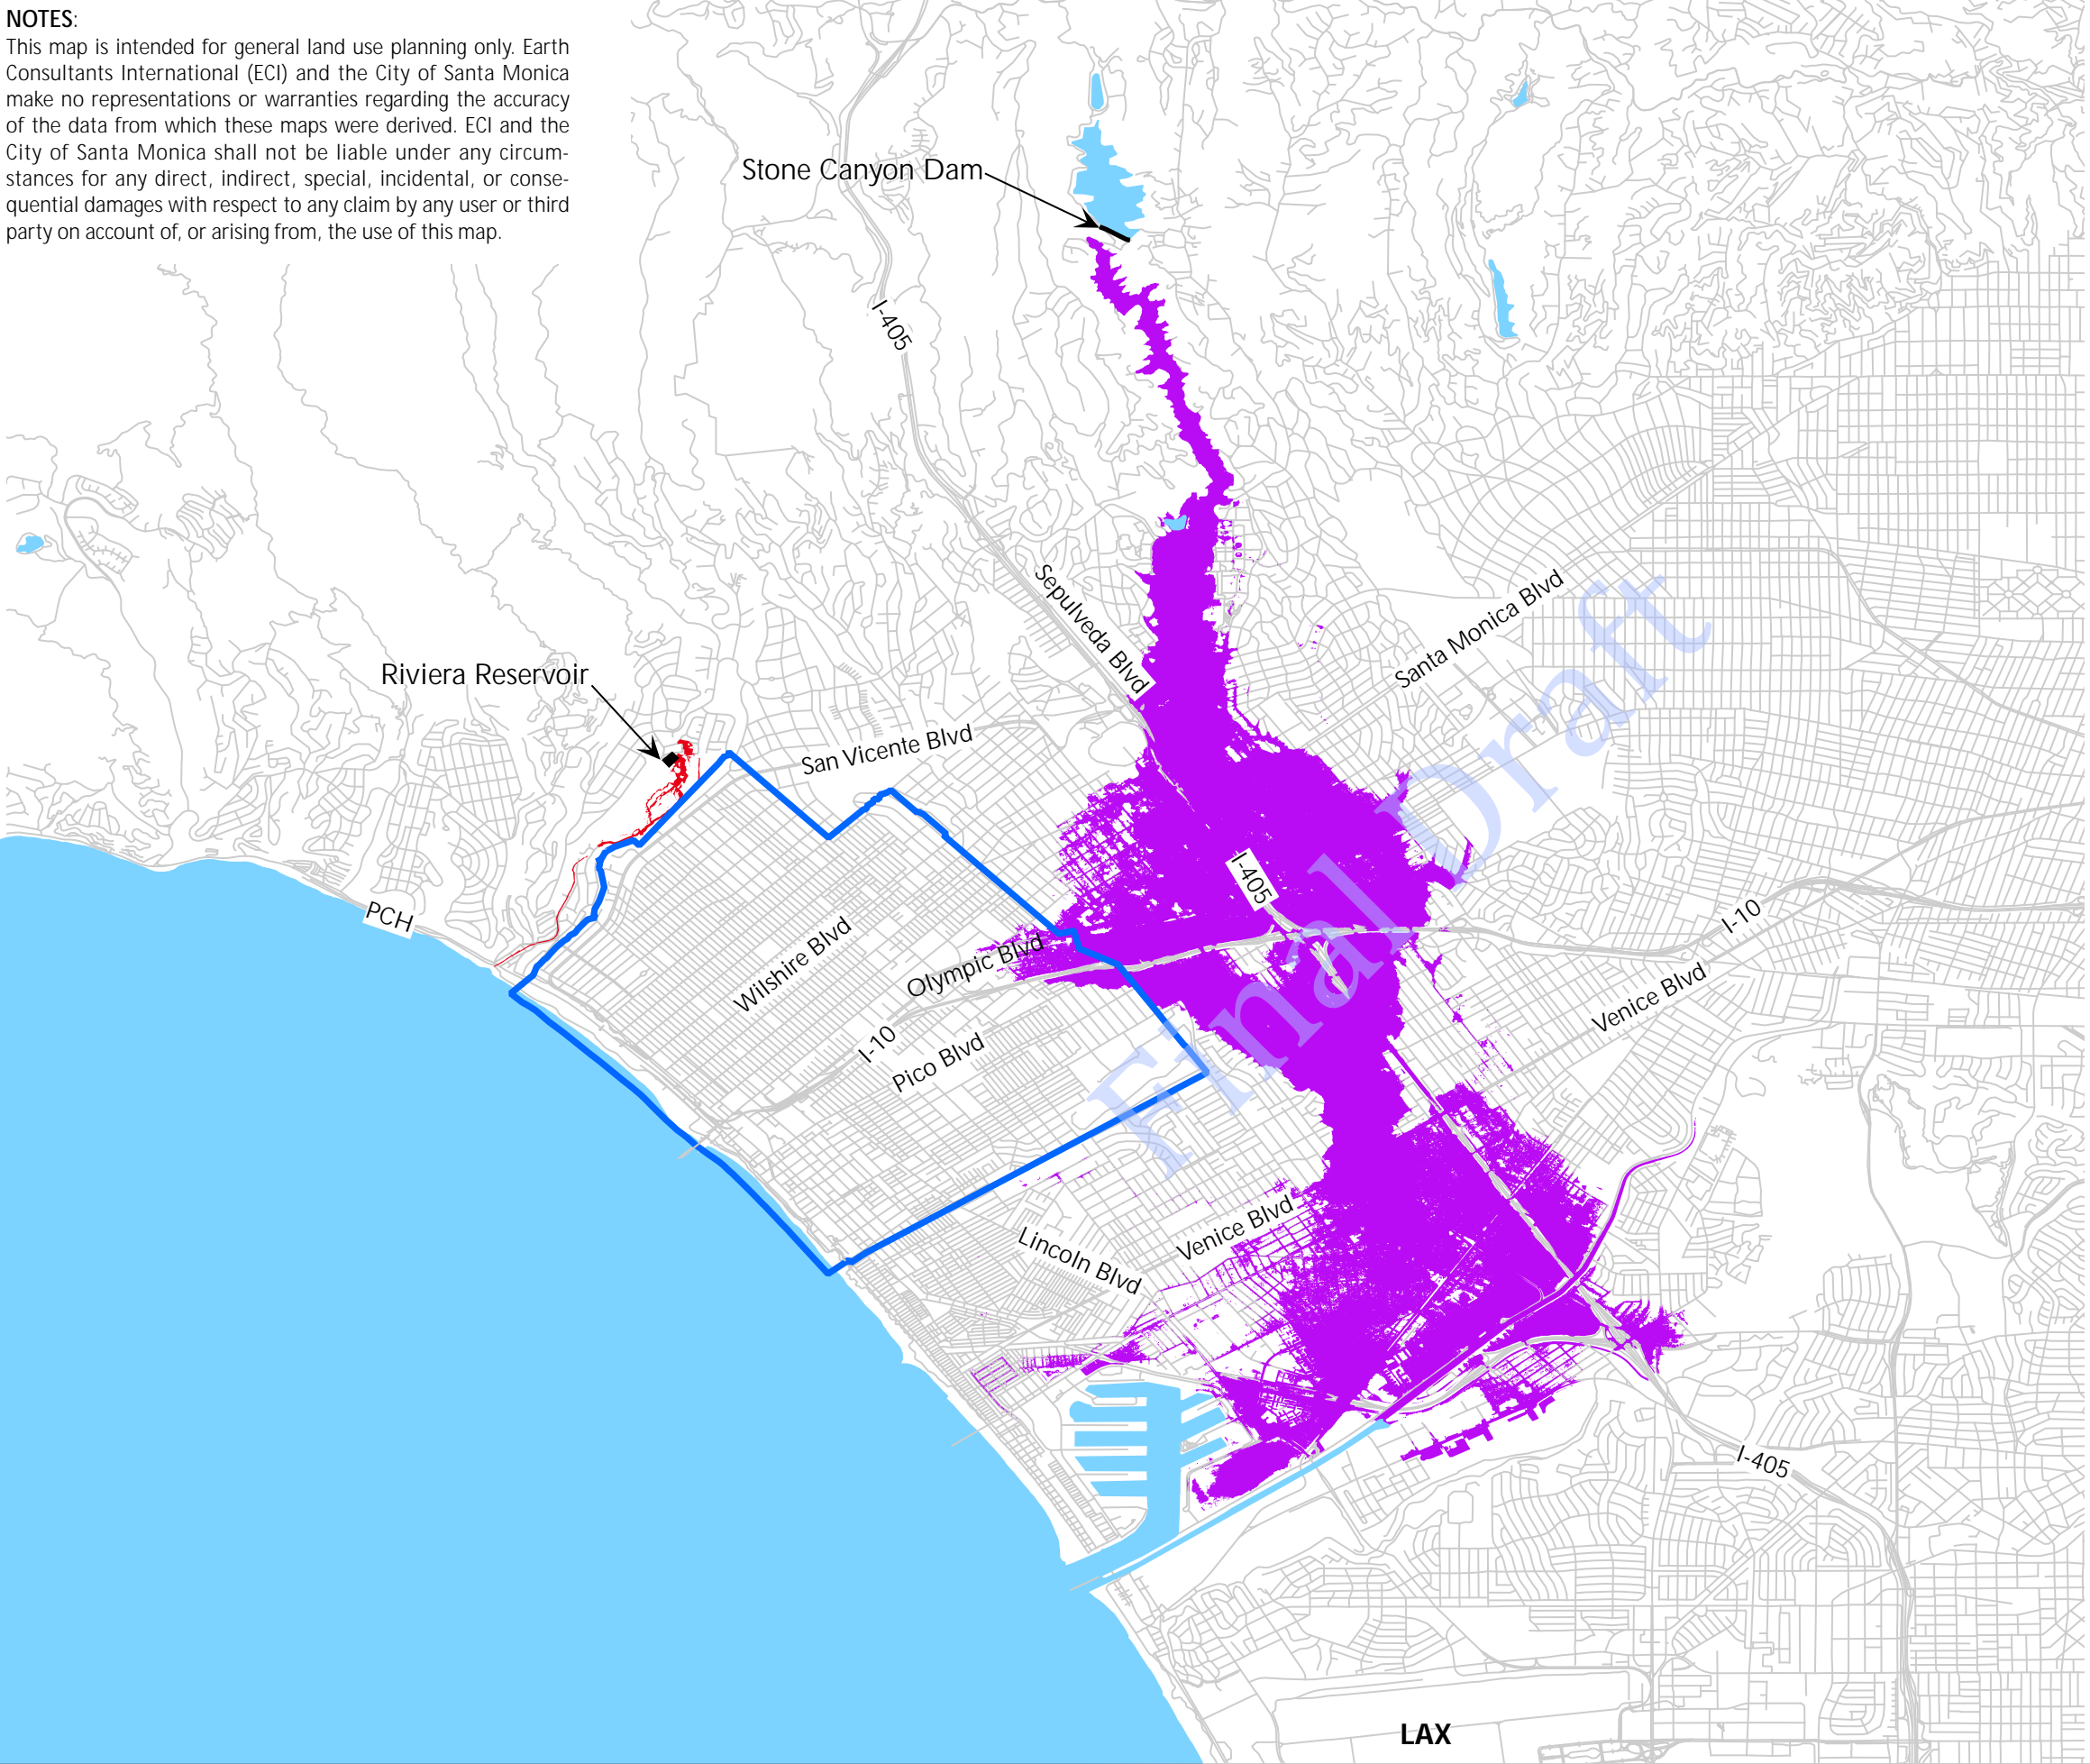 NOTES:
This map is intended for general land use planning only. Earth
Consultants International (ECI) and the City of Santa Monica
make no representations or warranties regarding the accuracy
of the data from which these maps were derived. ECI and the
City of Santa Monica shall not be liable under any circum-
stances for any direct, indirect, special, incidental, or conse-
quential damages with respect to any claim by any user or third
party on account of, or arising from, the use of this map.
Stone Canyon Dam
I-405
Sepulveda Blvd
Santa Monica Blvd
Riviera Reservoir
San Vicente Blvd
I-405
PCH
I-10
Wilshire Blvd
Olympic Blvd
Venice Blvd
I-10
Pico Blvd
Final Draft
Venice Blvd
Lincoln Blvd
I-405
LAX